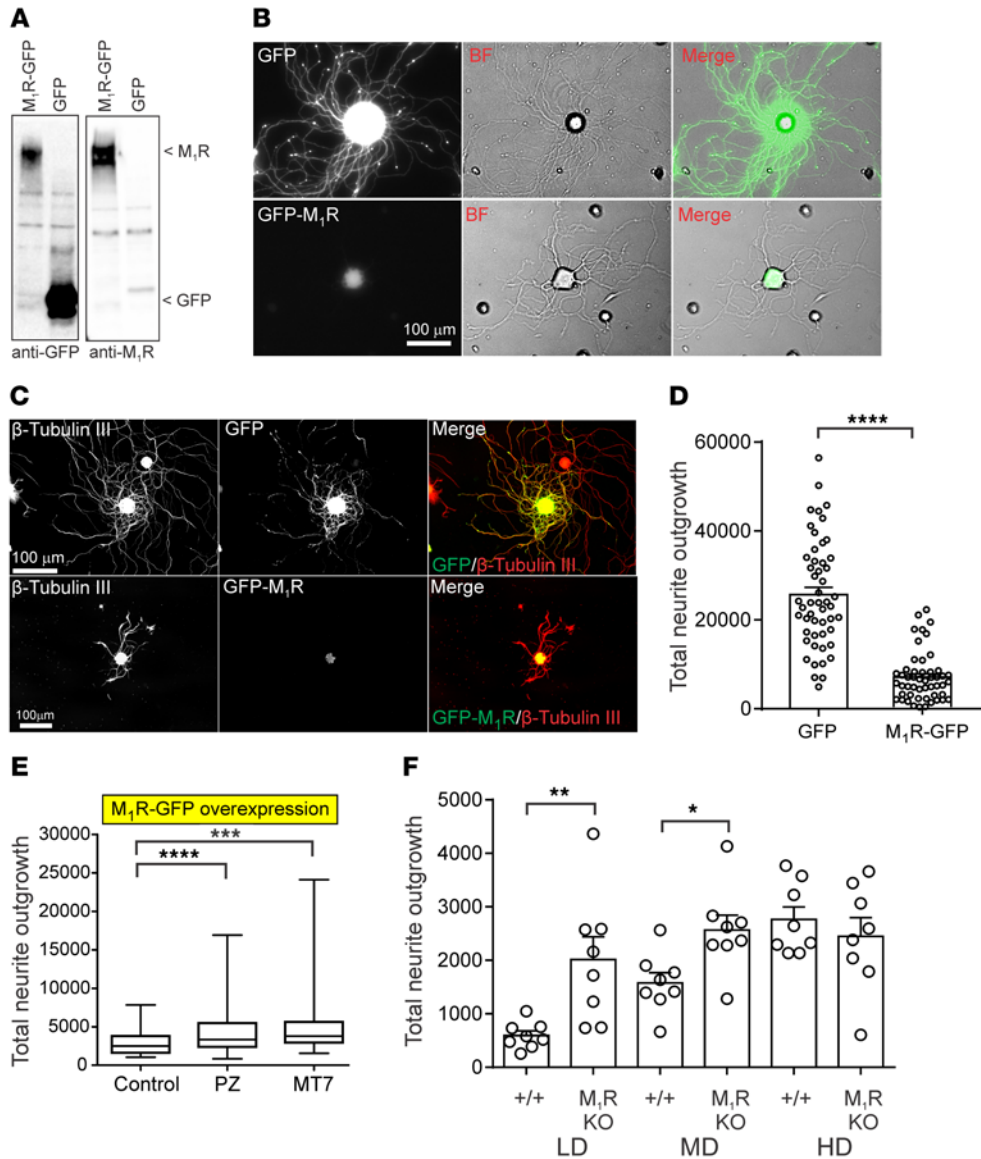 A
M₁R-GFP
GFP
M₁R-GFP
GFP
< M₁R
< GFP
anti-GFP
anti-M₁R
B
GFP
BF
Merge
GFP-M₁R
BF
Merge
100 μm
C
β-Tubulin III
GFP
Merge
100 μm
GFP/β-Tubulin III
β-Tubulin III
GFP-M₁R
Merge
100μm
GFP-M₁R/β-Tubulin III
D
Total neurite outgrowth
60000
40000
20000
0
****
GFP
M₁R-GFP
E
M₁R-GFP overexpression
Total neurite outgrowth
30000
25000
20000
15000
10000
5000
0
***
****
Control
PZ
MT7
F
Total neurite outgrowth
5000
4000
3000
2000
1000
0
**
*
+/+
M₁R
KO
+/+
M₁R
KO
+/+
M₁R
KO
LD
MD
HD